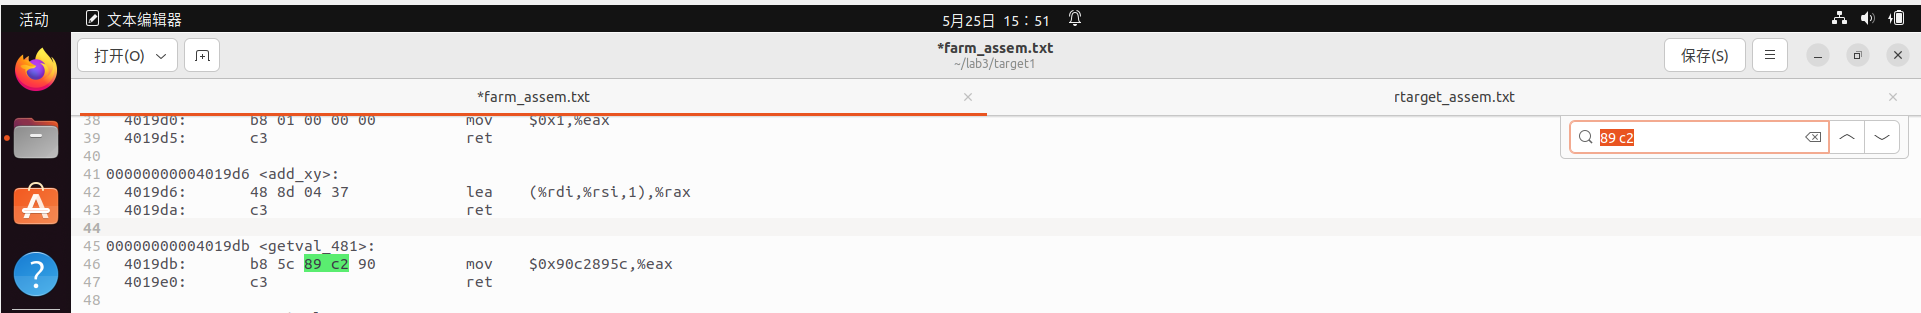 活动 文本编辑器 5月25日 15：51
打开(O) *farm_assem.txt 保存(S)
~/lab3/target1
*farm_assem.txt × rtarget_assem.txt ×
38 4019d0: b8 01 00 00 00 mov $0x1,%eax
39 4019d5: c3 ret
89 c2
40
41 00000000004019d6 <add_xy>:
42 4019d6: 48 8d 04 37 lea (%rdi,%rsi,1),%rax
43 4019da: c3 ret
44
45 00000000004019db <getval_481>:
46 4019db: b8 5c 89 c2 90 mov $0x90c2895c,%eax
47 4019e0: c3 ret
48